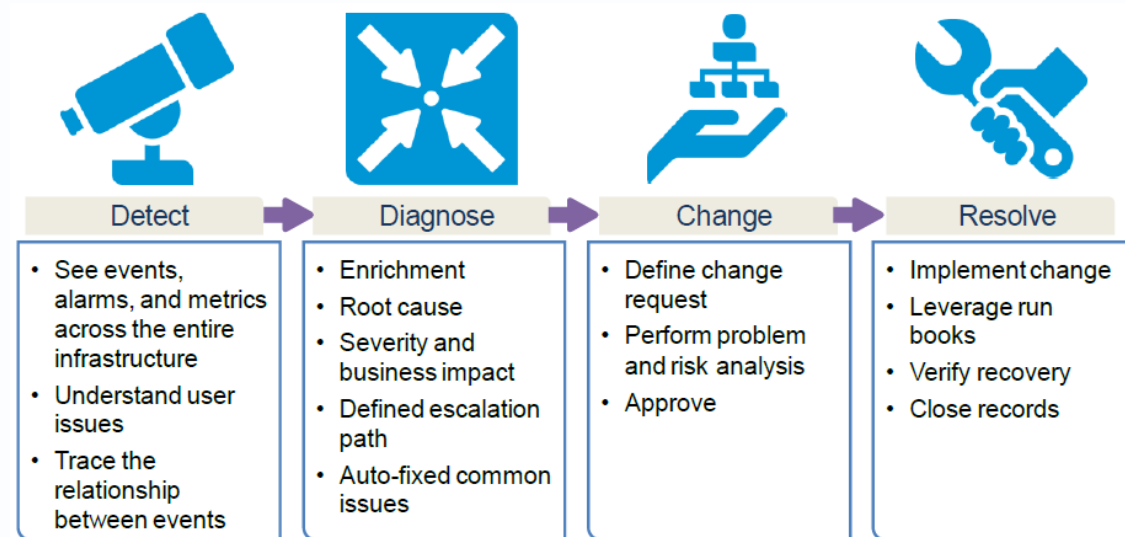 Detect
• See events,
alarms, and metrics
across the entire
infrastructure
• Understand user
issues
• Trace the
relationship
between events
Diagnose
• Enrichment
• Root cause
• Severity and
business impact
• Defined escalation
path
• Auto-fixed common
issues
Change
• Define change
request
• Perform problem
and risk analysis
• Approve
Resolve
• Implement change
• Leverage run
books
• Verify recovery
• Close records